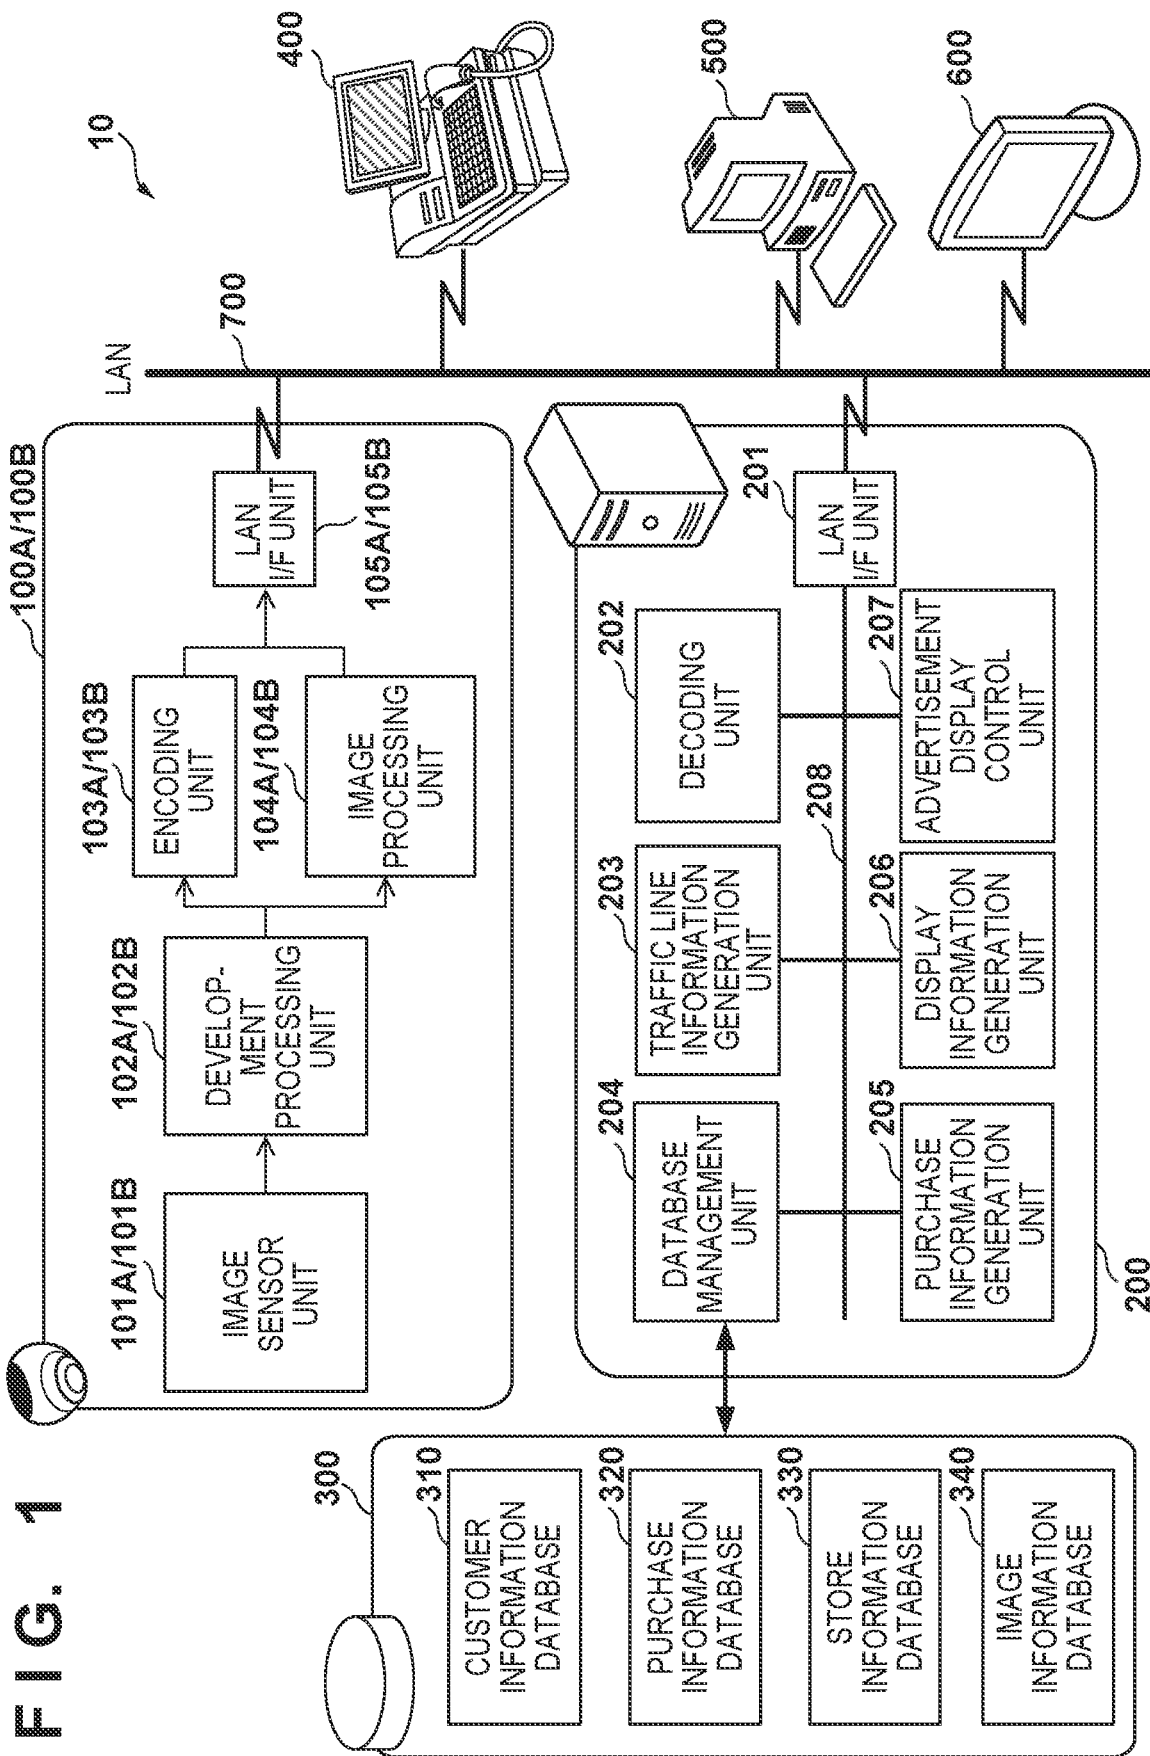 FIG. 1
10
100A/100B
101A/101B
IMAGE
SENSOR
UNIT
102A/102B
DEVELOP-
MENT
PROCESSING
UNIT
103A/103B
ENCODING
UNIT
104A/104B
IMAGE
PROCESSING
UNIT
LAN
I/F UNIT
105A/105B
LAN
700
400
500
600
300
310
CUSTOMER
INFORMATION
DATABASE
320
PURCHASE
INFORMATION
DATABASE
330
STORE
INFORMATION
DATABASE
340
IMAGE
INFORMATION
DATABASE
204
DATABASE
MANAGEMENT
UNIT
203
TRAFFIC LINE
INFORMATION
GENERATION
UNIT
202
DECODING
UNIT
201
LAN
I/F UNIT
208
205
PURCHASE
INFORMATION
GENERATION
UNIT
206
DISPLAY
INFORMATION
GENERATION
UNIT
207
ADVERTISEMENT
DISPLAY
CONTROL
UNIT
200